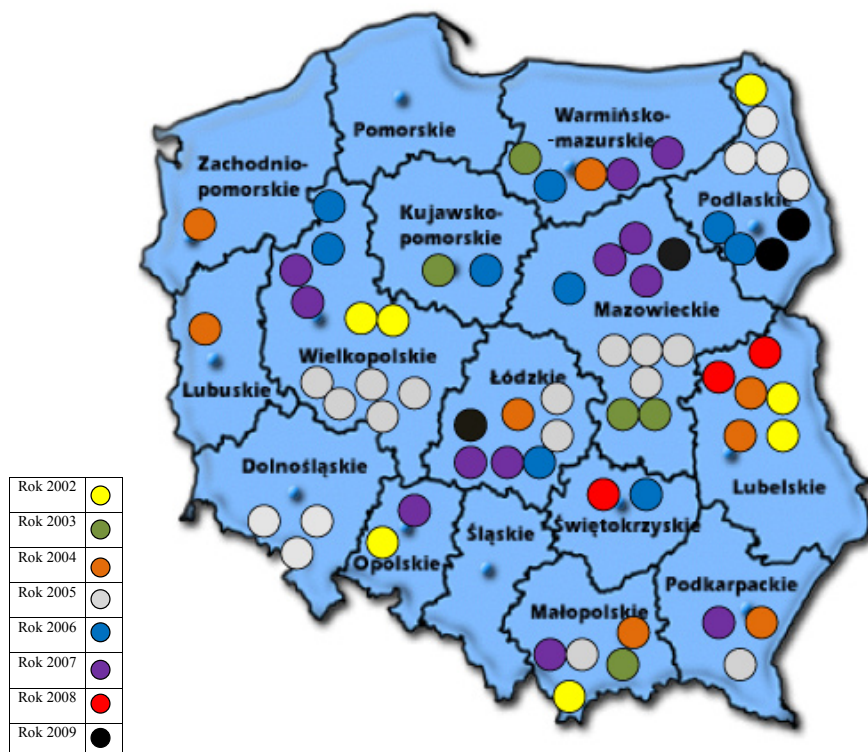 Pomorskie
Warmińsko-
-mazurskie
Zachodnio-
pomorskie
Podlaskie
Kujawsko-
pomorskie
Mazowieckie
Wielkopolskie
Łódzkie
Lubuskie
Dolnośląskie
Lubelskie
Rok 2002
Rok 2003
Rok 2004
Rok 2005
Rok 2006
Rok 2007
Rok 2008
Rok 2009
Opolskie
Śląskie
Świętokrzyskie
Małopolskie
Podkarpackie